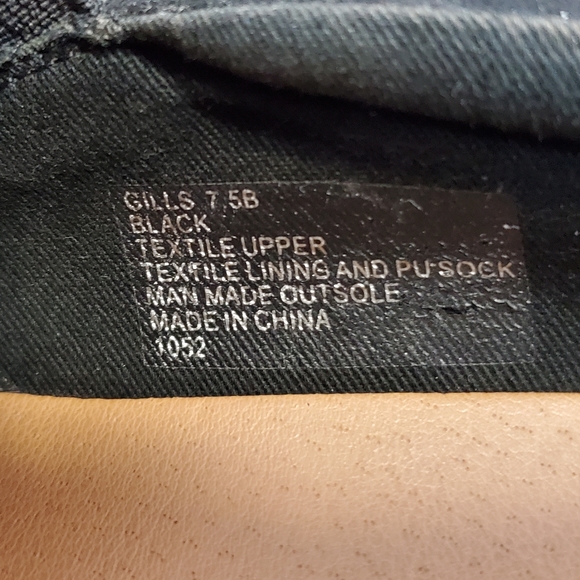 GILLS 7.5B
BLACK
TEXTILE UPPER
TEXTILE LINING AND PU SOCK
MAN MADE OUTSOLE
MADE IN CHINA
1052